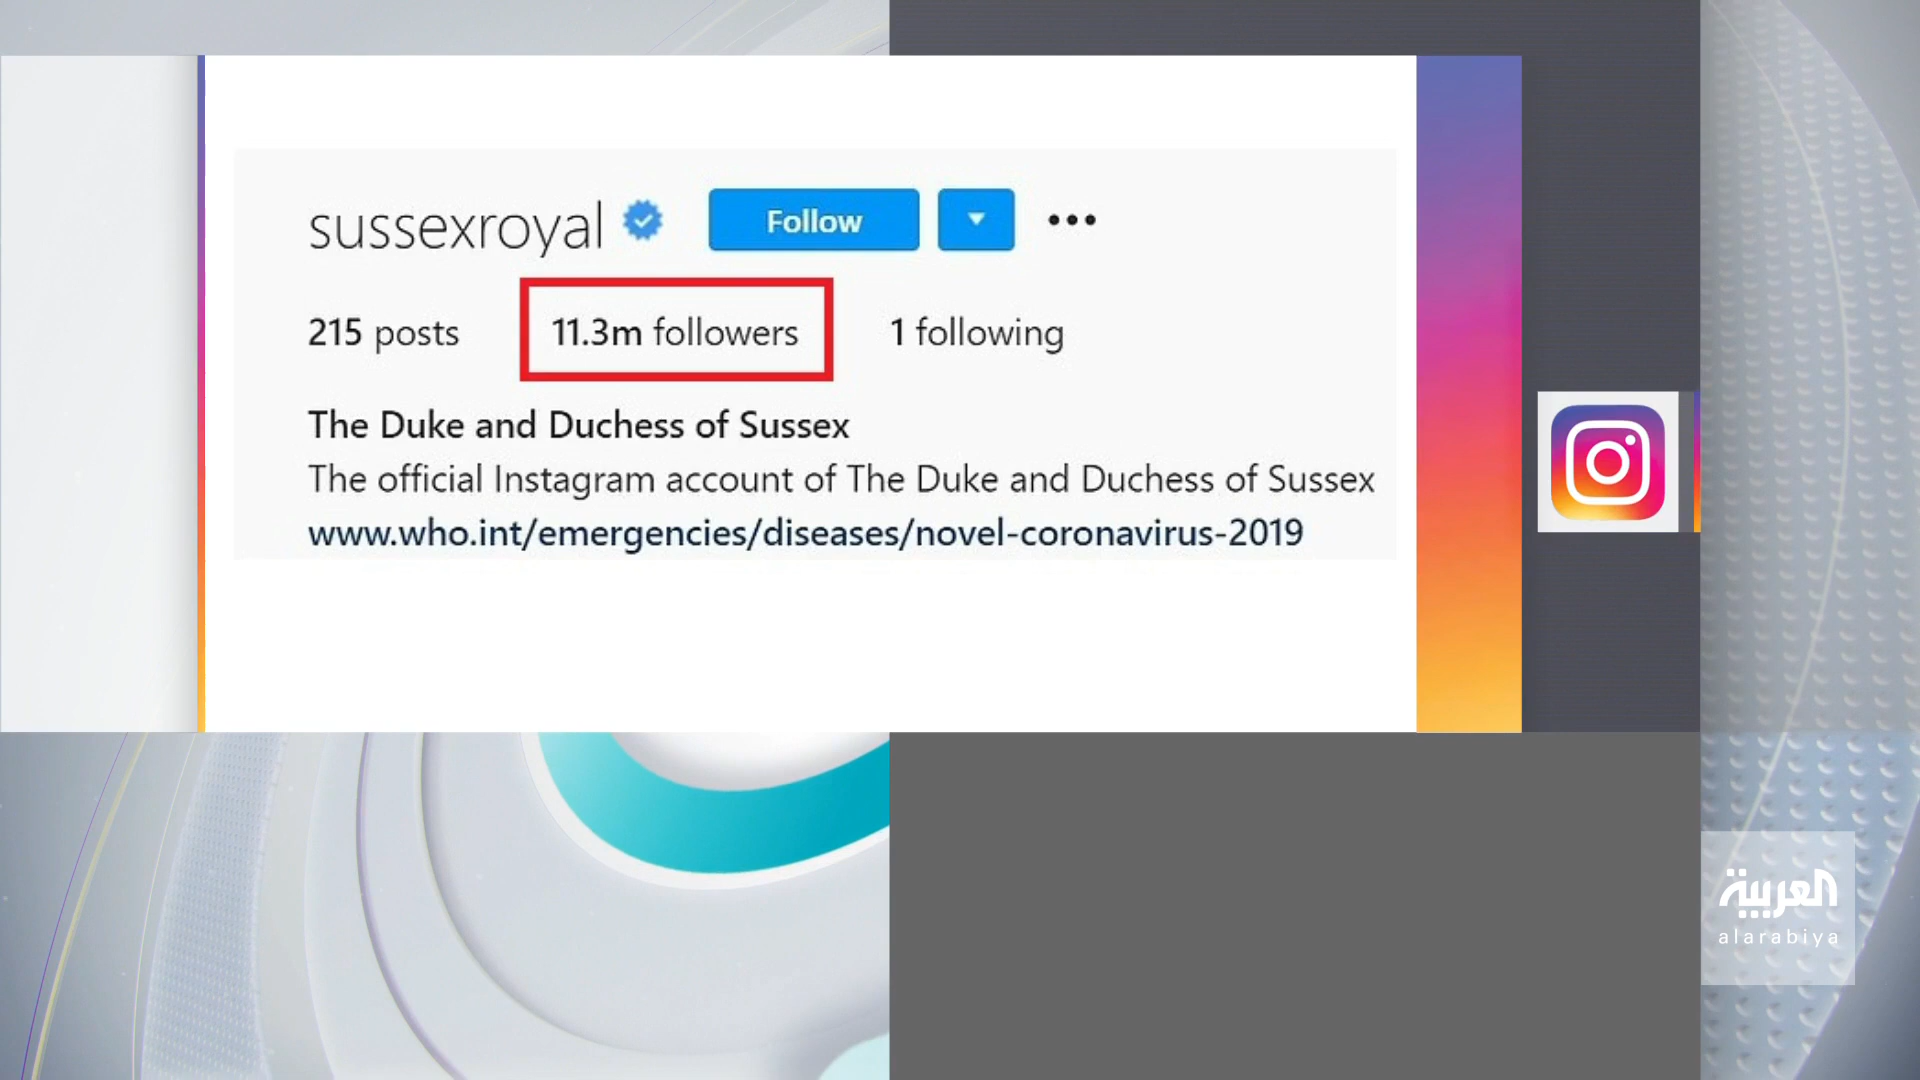 sussexroyal
Follow
215 posts
11.3m followers
1 following
The Duke and Duchess of Sussex
The official Instagram account of The Duke and Duchess of Sussex
www.who.int/emergencies/diseases/novel-coronavirus-2019
العربية
alarabiya